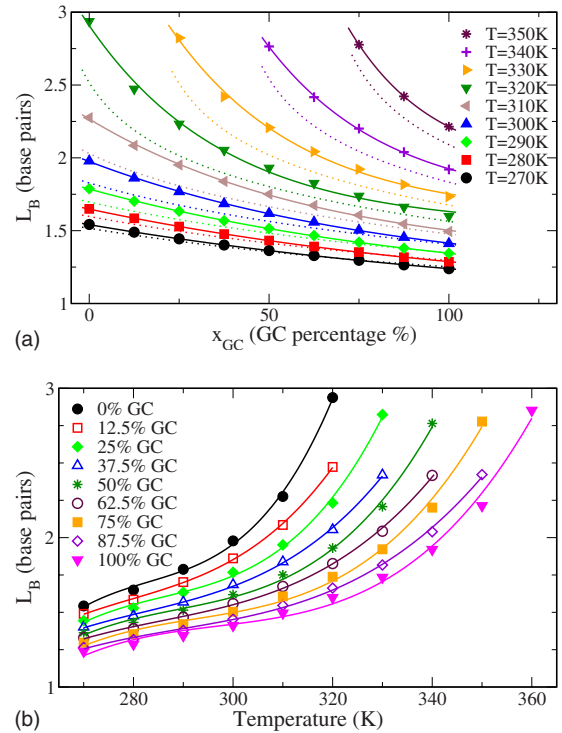 3
2.5
2
1.5
1
L_B (base pairs)
T=350K
T=340K
T=330K
T=320K
T=310K
T=300K
T=290K
T=280K
T=270K
0
50
100
x_GC (GC percentage %)
(a)
3
2
1
L_B (base pairs)
0% GC
12.5% GC
25% GC
37.5% GC
50% GC
62.5% GC
75% GC
87.5% GC
100% GC
280
300
320
340
360
Temperature (K)
(b)